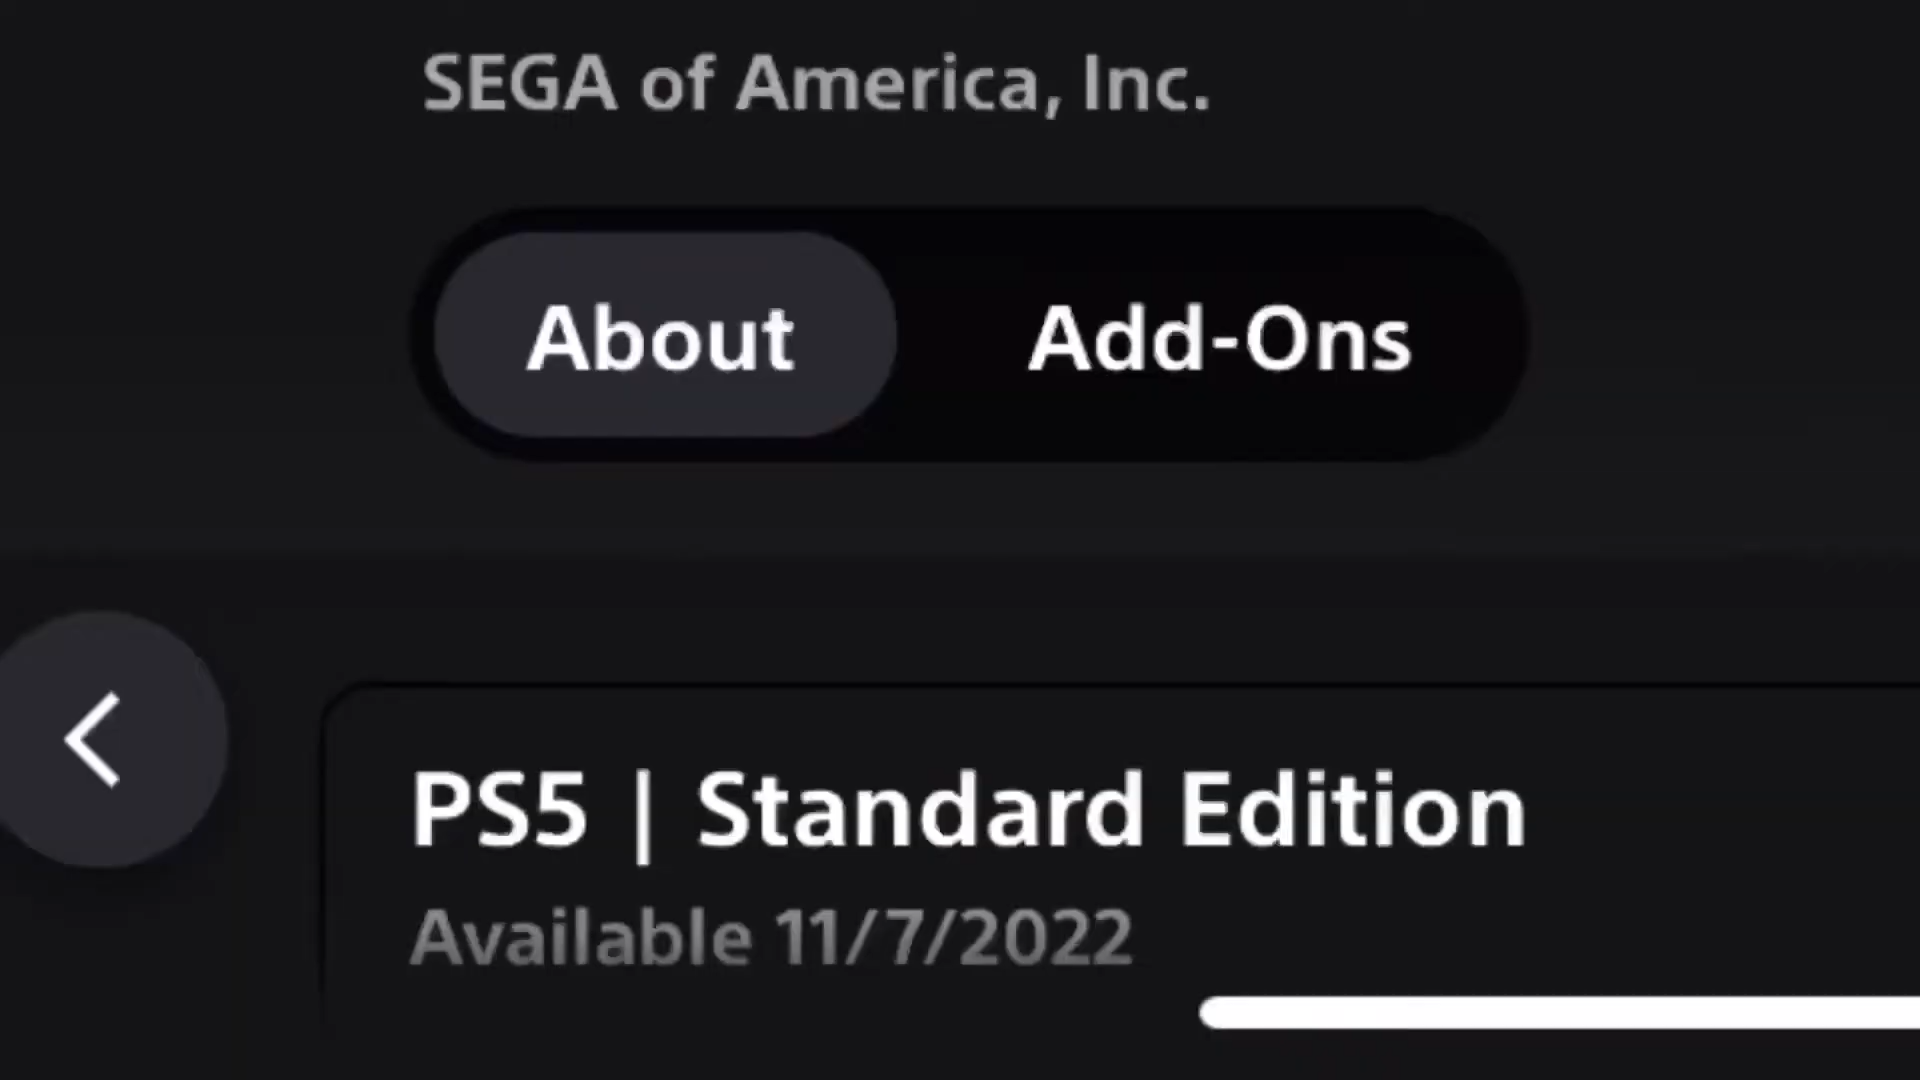 SEGA of America, Inc.
About Add-Ons
PS5 | Standard Edition
Available 11/7/2022